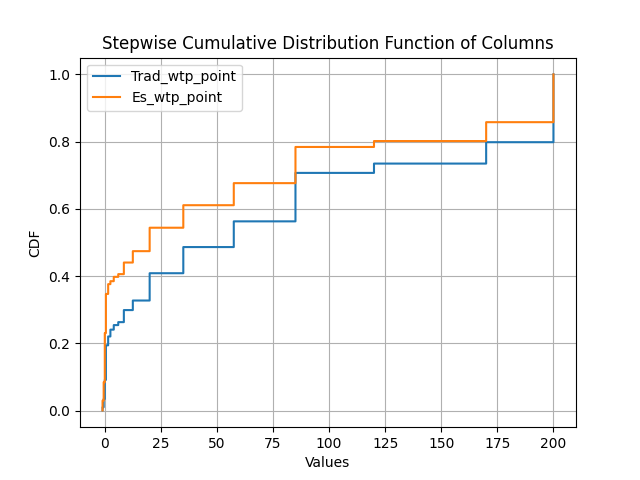 Stepwise Cumulative Distribution Function of Columns
Trad_wtp_point
Es_wtp_point
1.0
0.8
0.6
0.4
0.2
0.0
CDF
0 25 50 75 100 125 150 175 200
Values